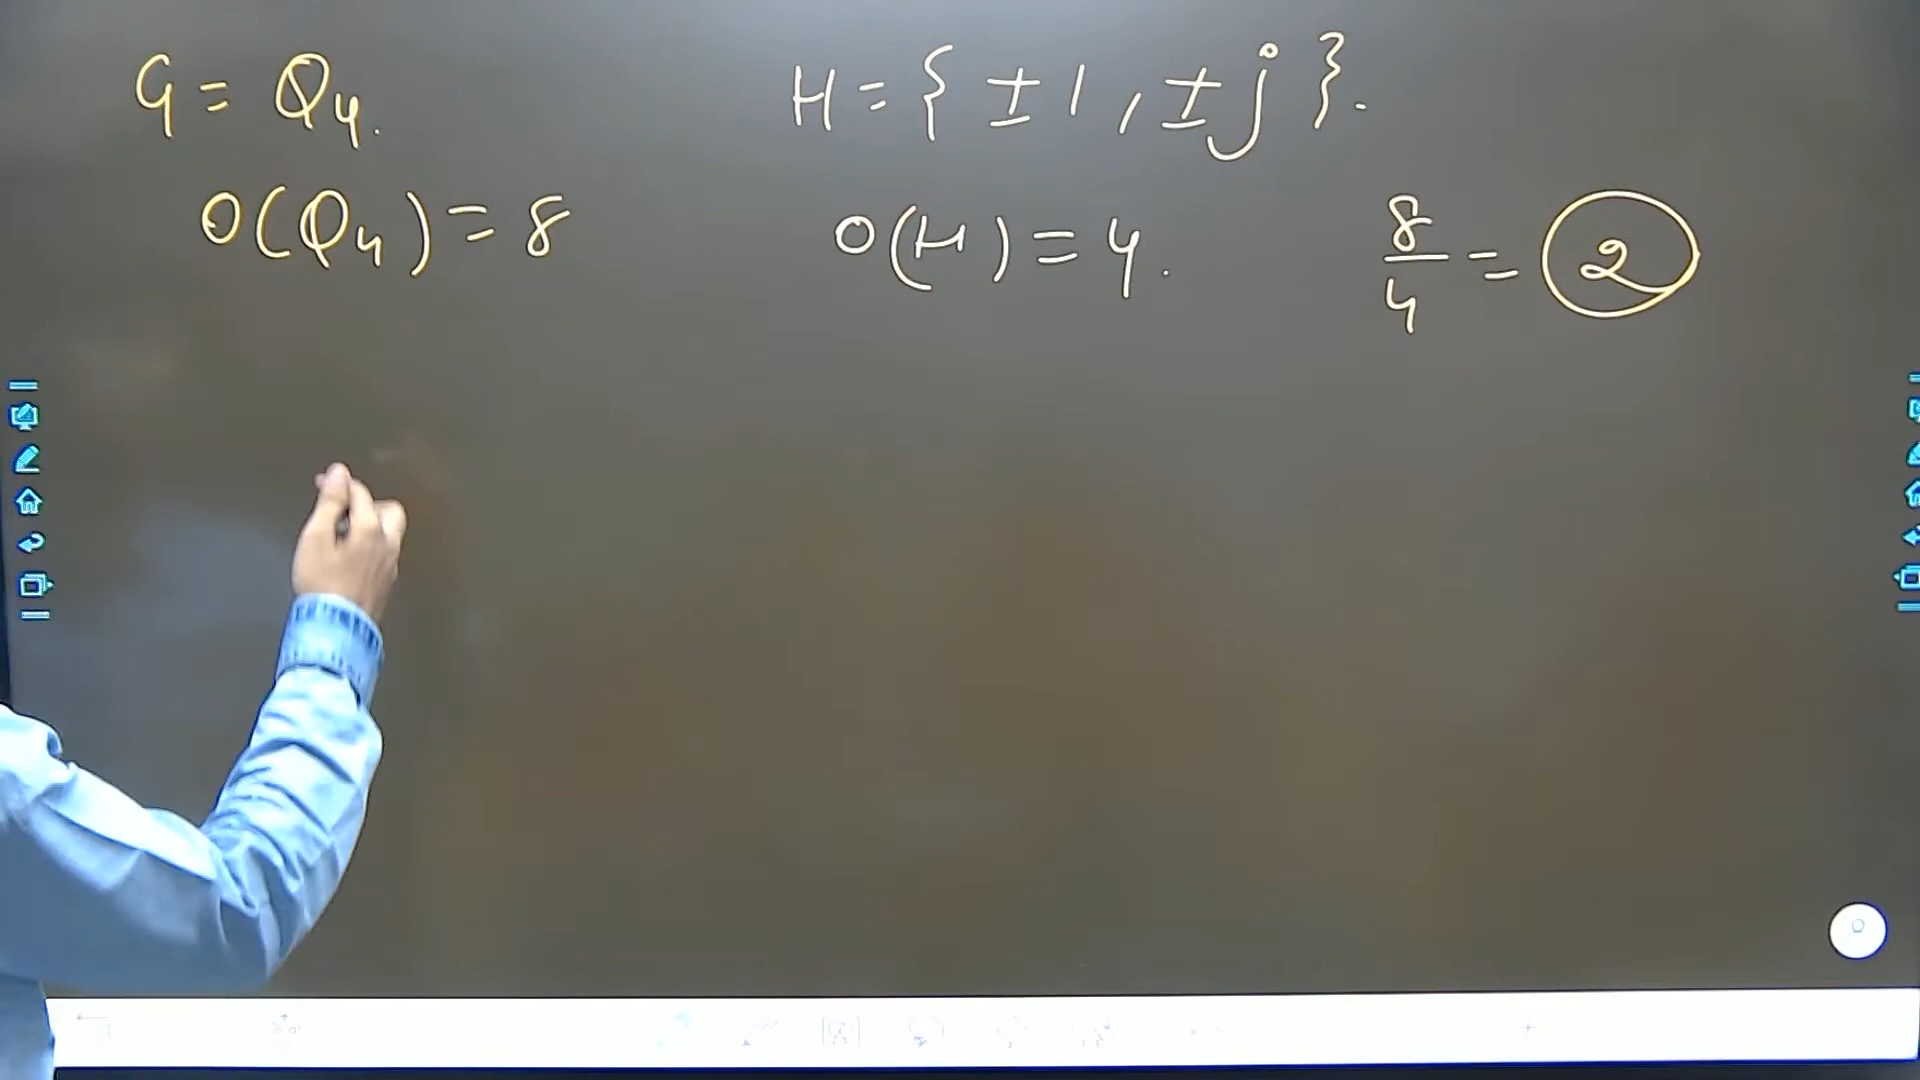 G = Q₄.
H = { ± 1 , ± j }.
O(Q₄) = 8
O(H) = 4.
8/4 = 2